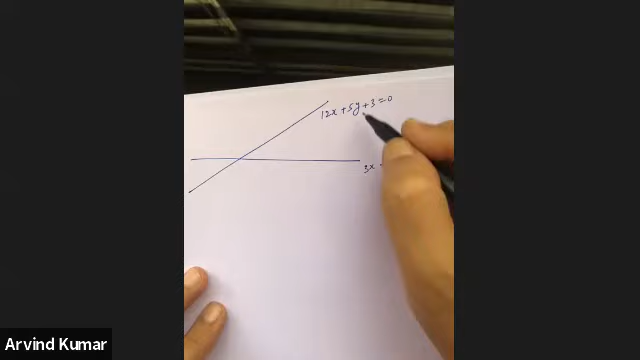 12x + 5y + 3 = 0
3x
Arvind Kumar